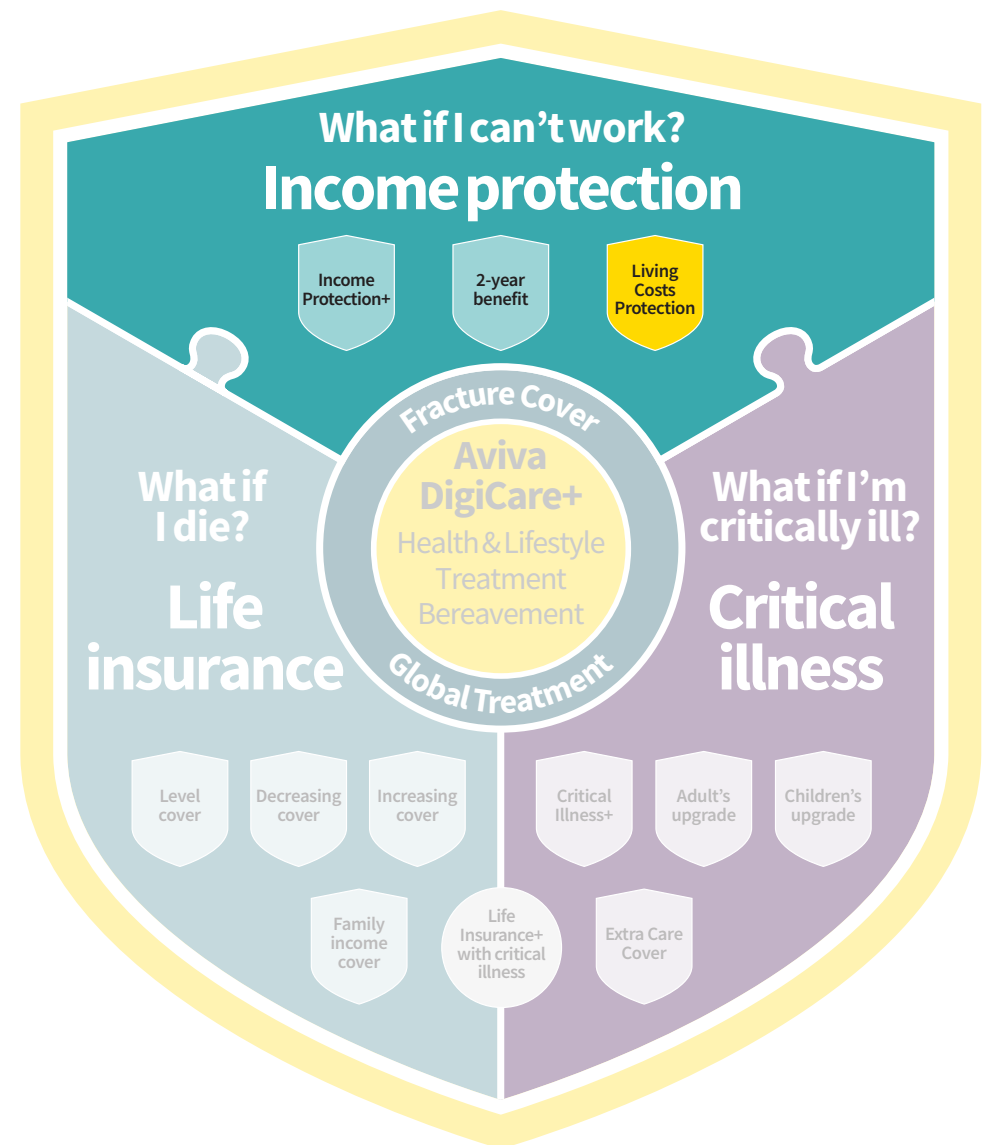 What if I can’t work?
Income protection
Income
Protection+
2-year
benefit
Living
Costs
Protection
Fracture Cover
Aviva
DigiCare+
Health & Lifestyle
Treatment
Bereavement
Global Treatment
What if
I die?
Life
insurance
What if I’m
critically ill?
Critical
illness
Level
cover
Decreasing
cover
Increasing
cover
Critical
Illness+
Adult’s
upgrade
Children’s
upgrade
Family
income
cover
Life
Insurance+
with critical
illness
Extra Care
Cover